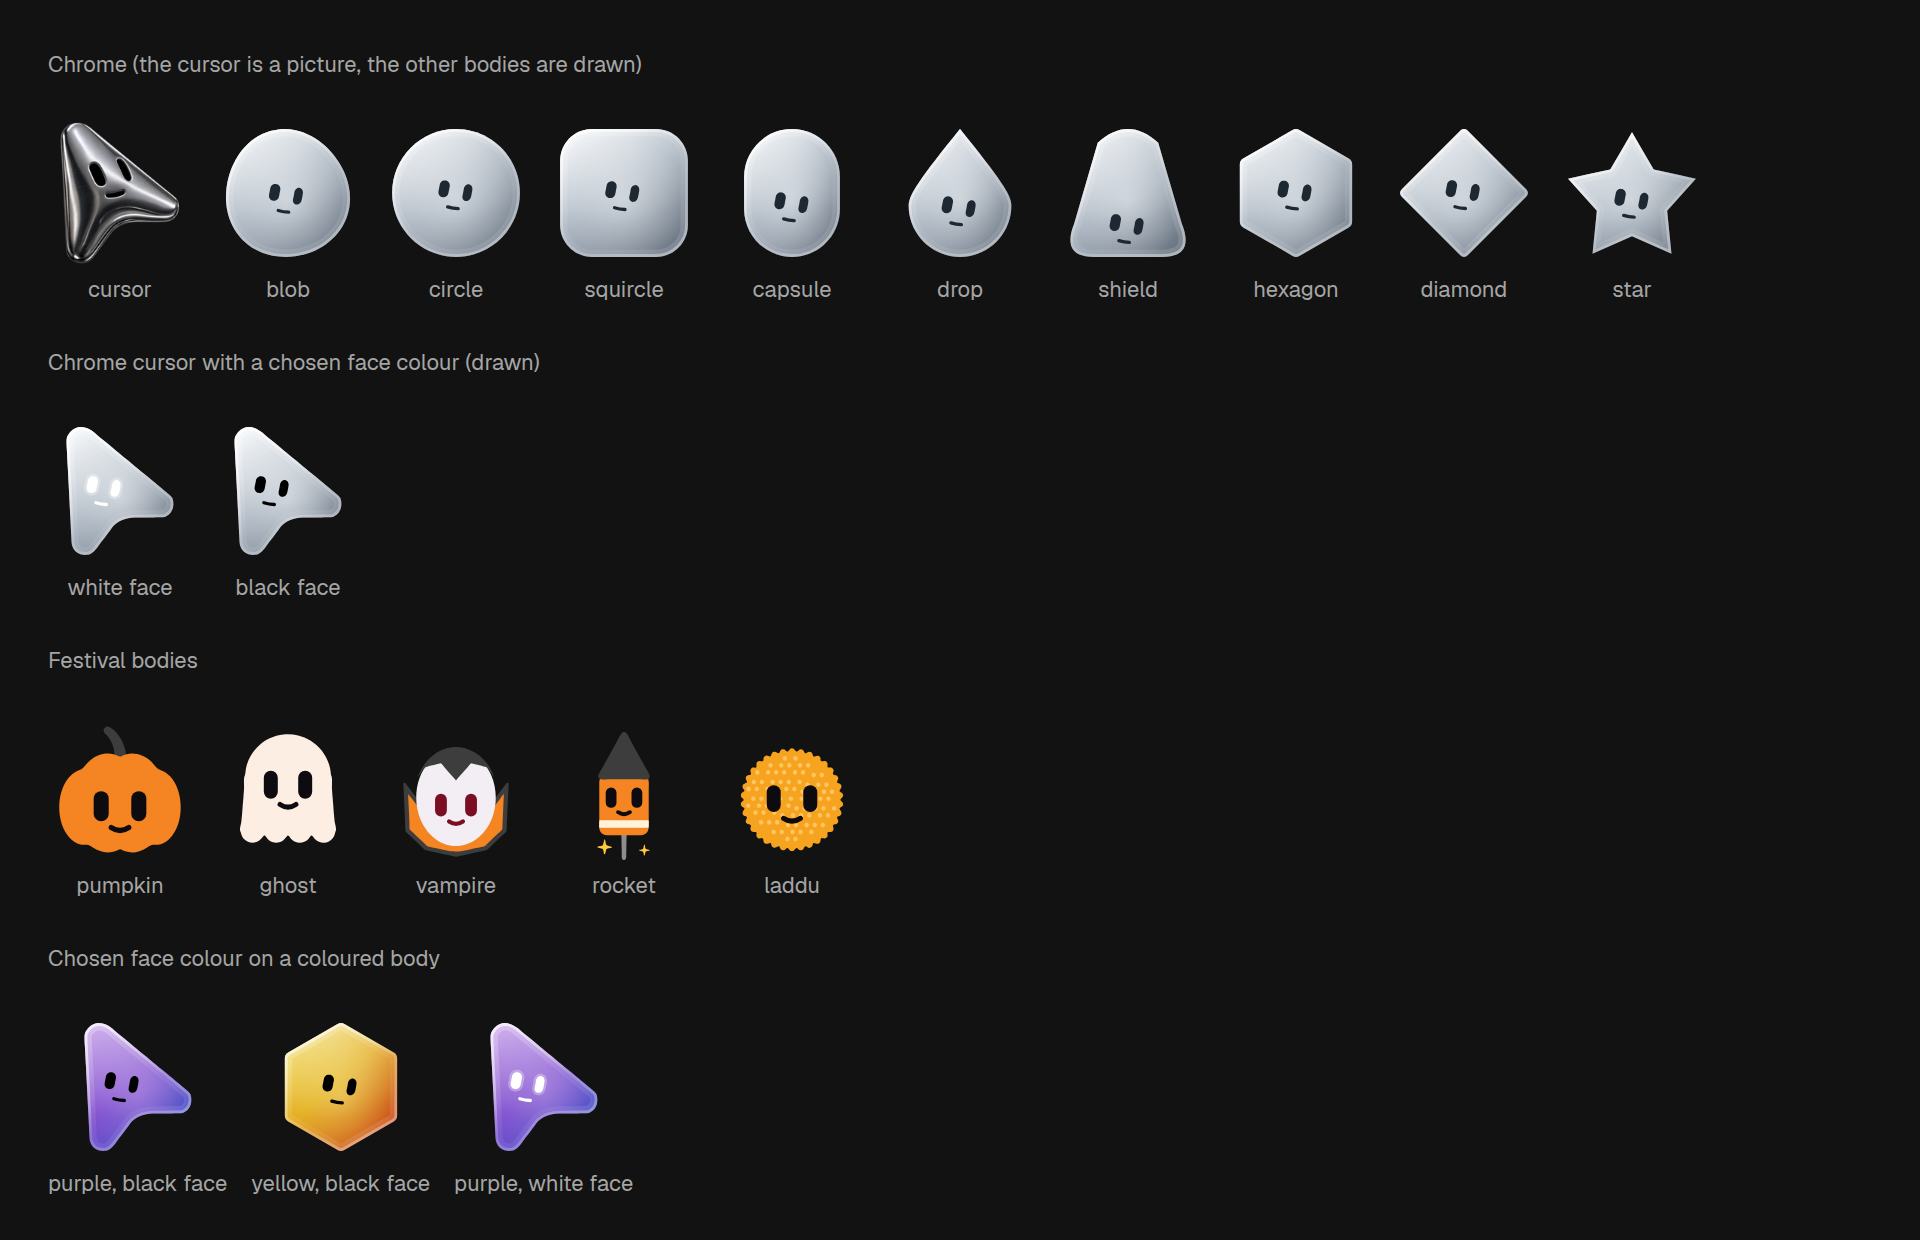 Chrome (the cursor is a picture, the other bodies are drawn)
cursor blob circle squircle capsule drop shield hexagon diamond star
Chrome cursor with a chosen face colour (drawn)
white face black face
Festival bodies
pumpkin ghost vampire rocket laddu
Chosen face colour on a coloured body
purple, black face yellow, black face purple, white face